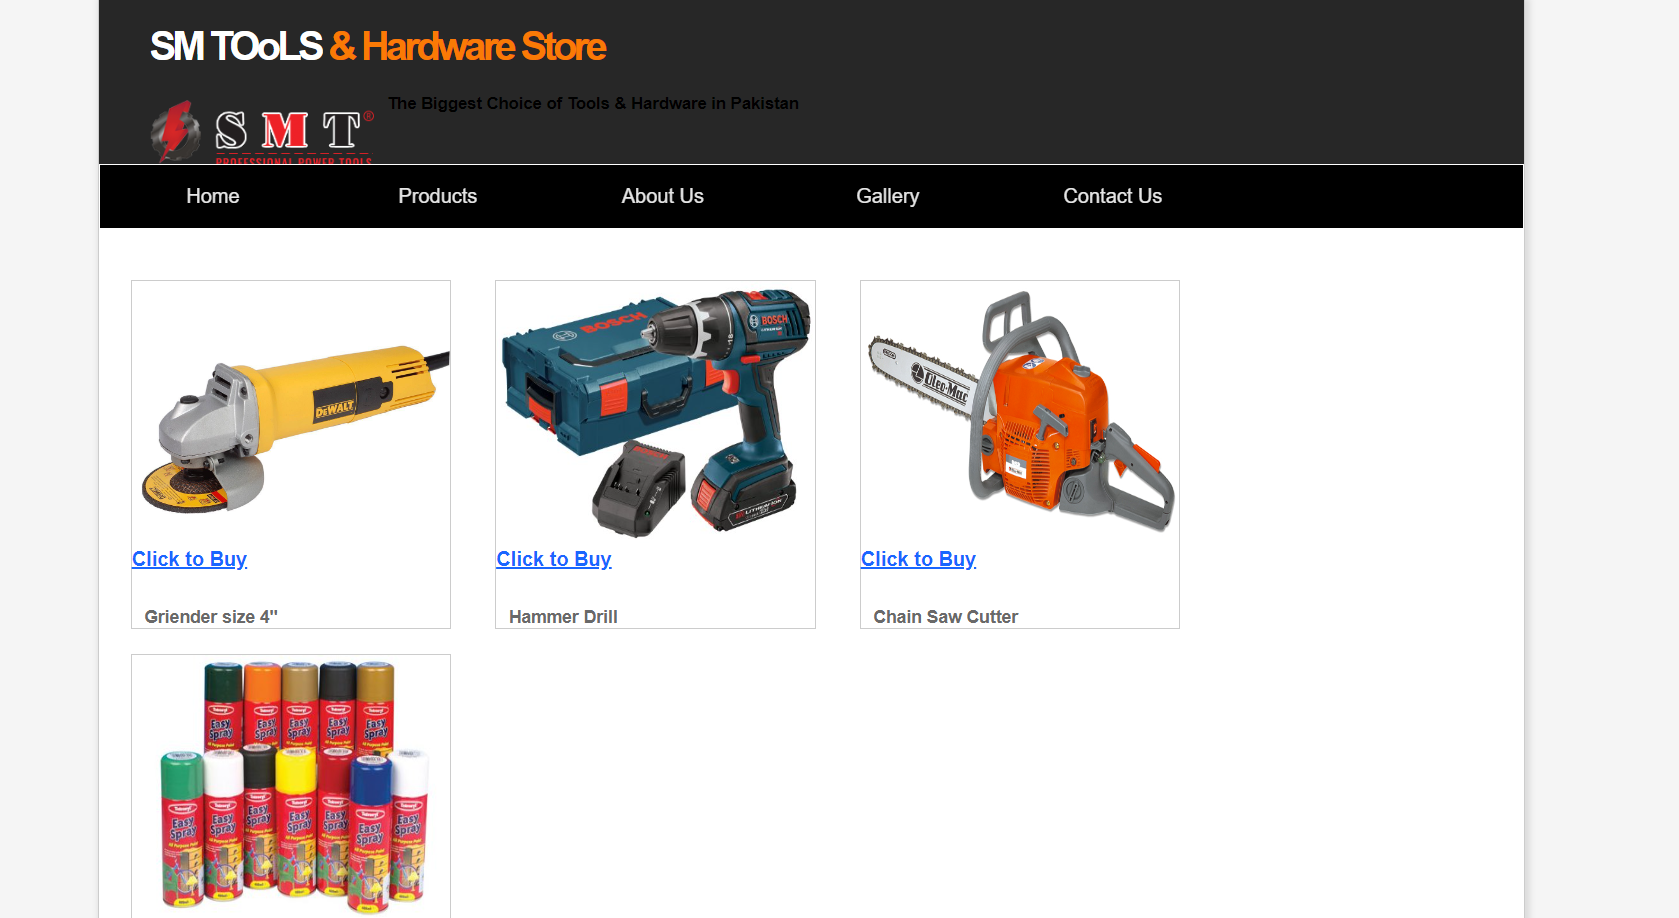 SM TOoLS & Hardware Store
The Biggest Choice of Tools & Hardware in Pakistan
S M T ®
PROFESSIONAL POWER TOOLS
Home Products About Us Gallery Contact Us
DEWALT
BOSCH
BOSCH
Oleo-Mac
Click to Buy Click to Buy Click to Buy
Griender size 4" Hammer Drill Chain Saw Cutter
Easy Spray
Easy Spray
Easy Spray
Easy Spray
Easy Spray
Easy Spray
Easy Spray
Easy Spray
Easy Spray
Easy Spray
Easy Spray
Easy Spray